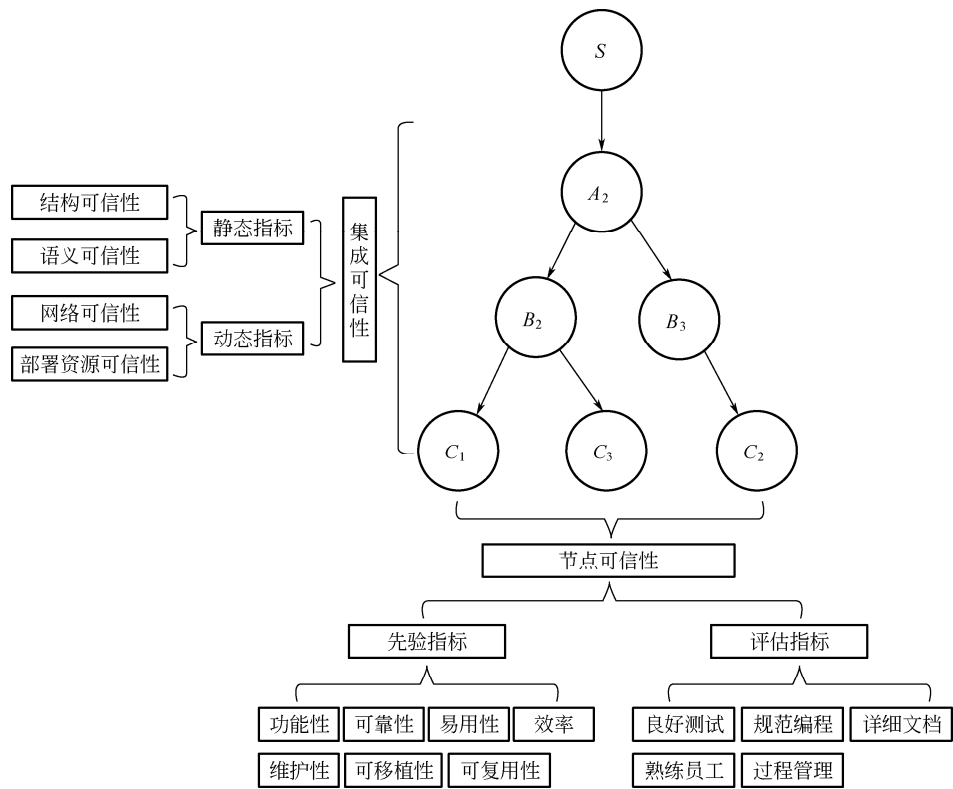 S
A2
结构可信性
静态指标
语义可信性
集成可信性
网络可信性
动态指标
部署资源可信性
B2
B3
C1
C3
C2
节点可信性
先验指标
评估指标
功能性
可靠性
易用性
效率
良好测试
规范编程
详细文档
维护性
可移植性
可复用性
熟练员工
过程管理